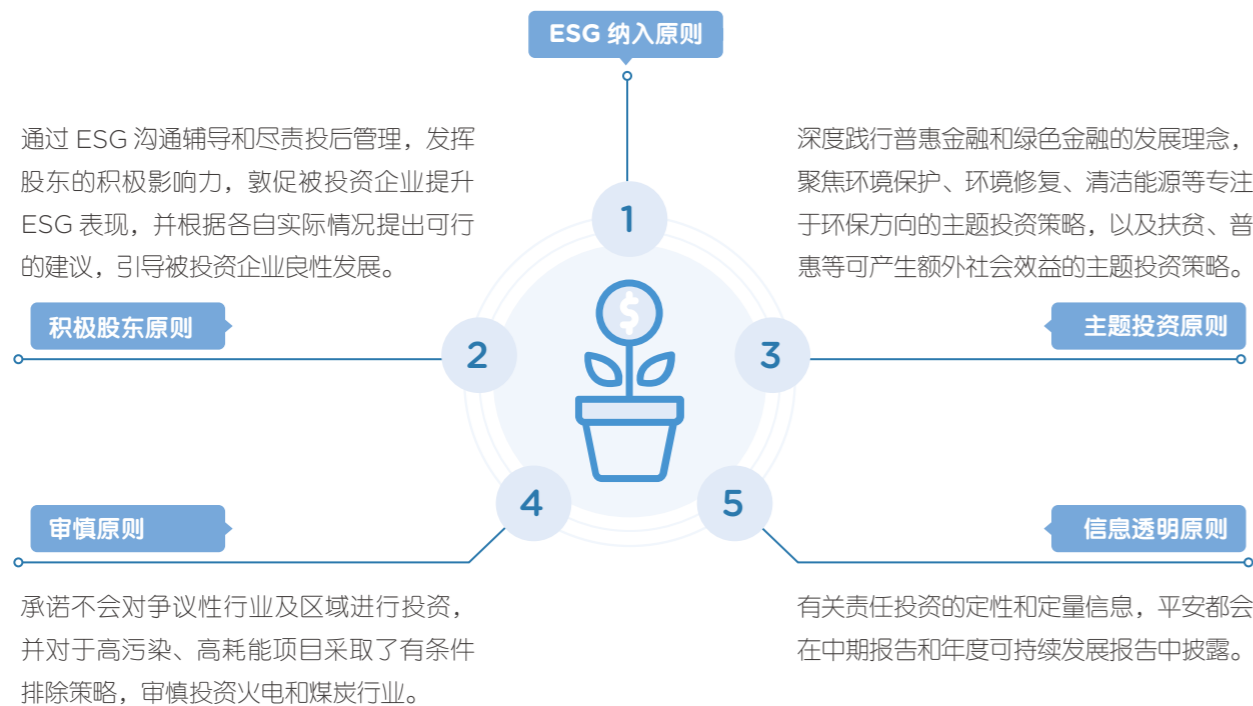 ESG 纳入原则
1
通过 ESG 沟通辅导和尽责投后管理，发挥
股东的积极影响力，敦促被投资企业提升
ESG 表现，并根据各自实际情况提出可行
的建议，引导被投资企业良性发展。
积极股东原则
2
深度践行普惠金融和绿色金融的发展理念，
聚焦环境保护、环境修复、清洁能源等专注
于环保方向的主题投资策略，以及扶贫、普
惠等可产生额外社会效益的主题投资策略。
主题投资原则
3
审慎原则
4
承诺不会对争议性行业及区域进行投资，
并对于高污染、高耗能项目采取了有条件
排除策略，审慎投资火电和煤炭行业。
信息透明原则
5
有关责任投资的定性和定量信息，平安都会
在中期报告和年度可持续发展报告中披露。
$